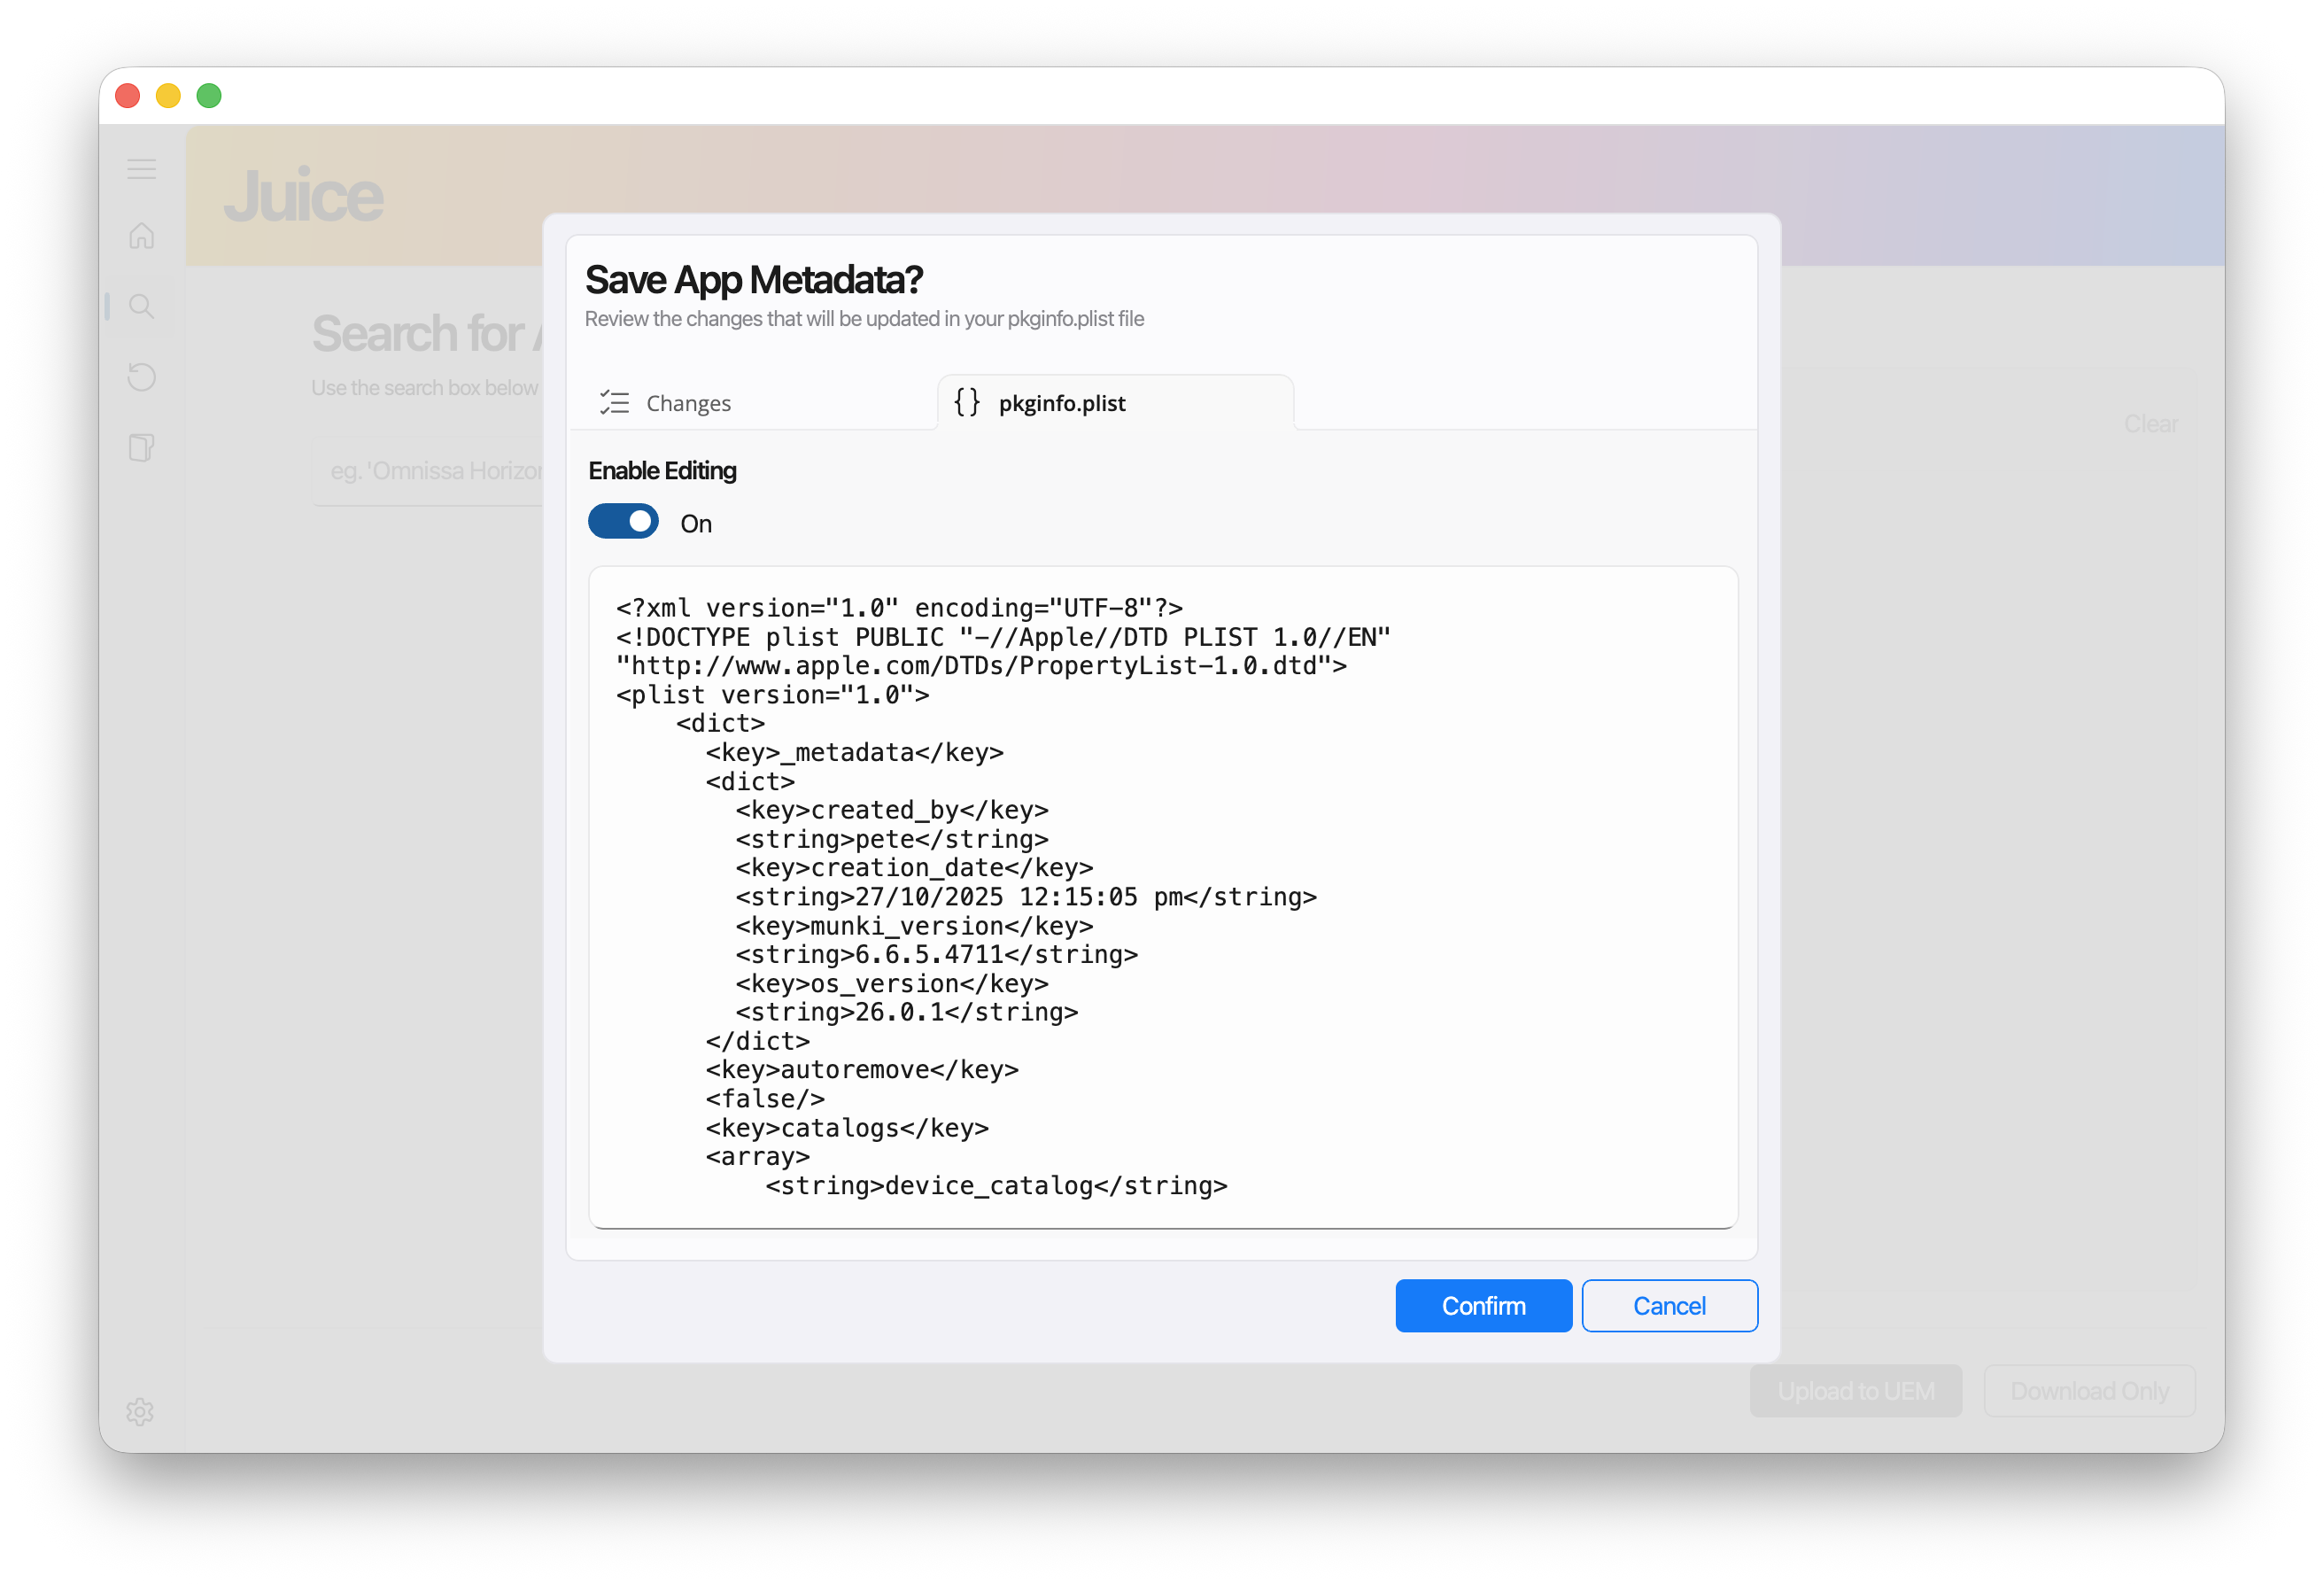 Juice
Search for
Use the search box below
eg. 'Omnissa Horizon
Clear
Save App Metadata?
Review the changes that will be updated in your pkginfo.plist file
Changes
{} pkginfo.plist
Enable Editing
On
<?xml version="1.0" encoding="UTF-8"?>
<!DOCTYPE plist PUBLIC "-//Apple//DTD PLIST 1.0//EN"
"http://www.apple.com/DTDs/PropertyList-1.0.dtd">
<plist version="1.0">
<dict>
<key>_metadata</key>
<dict>
<key>created_by</key>
<string>pete</string>
<key>creation_date</key>
<string>27/10/2025 12:15:05 pm</string>
<key>munki_version</key>
<string>6.6.5.4711</string>
<key>os_version</key>
<string>26.0.1</string>
</dict>
<key>autoremove</key>
<false/>
<key>catalogs</key>
<array>
<string>device_catalog</string>
Confirm
Cancel
Upload to UEM
Download Only